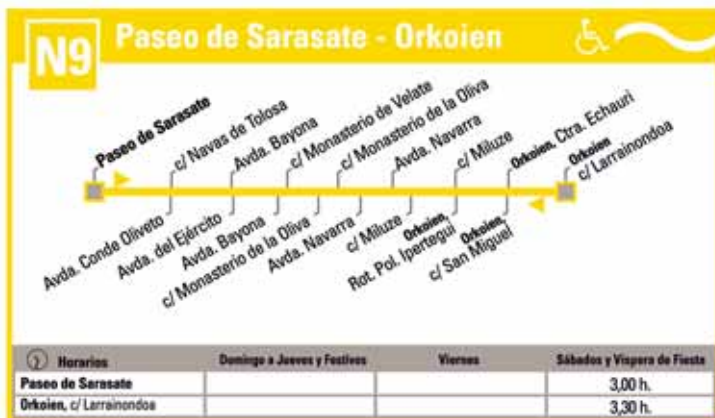 N9
Paseo de Sarasate - Orkoien
Paseo de Sarasate
c/ Navas de Tolosa
Avda. Bayona
c/ Monasterio de Velate
c/ Monasterio de la Oliva
Avda. Navarra
c/ Miluze
Orkoien, Ctra. Echauri
Orkoien
c/ Larrainondoa
Avda. Conde Oliveto
Avda. del Ejército
Avda. Bayona
c/ Monasterio de la Oliva
Avda. Navarra
c/ Miluze
Orkoien,
Rot. Pol. Ipertegui
Orkoien,
c/ San Miguel
Horarios Domingo a Jueves y Festivos Viernes Sábados y Víspera de Fiesta
Paseo de Sarasate 3,00 h.
Orkoien, c/ Larrainondoa 3,30 h.